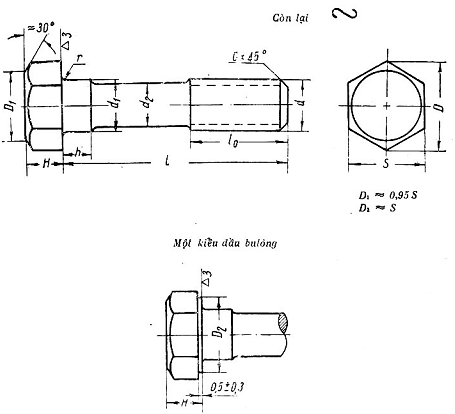 Còn lại
≈30°
▽3
r
C×45°
D₁
d₁
d₂
d
D
H
h
l
l₀
S
D₁ ≈ 0,95 S
D₂ ≈ S
Một kiểu đầu bulông
▽3
D₂
H
0,5±0,3